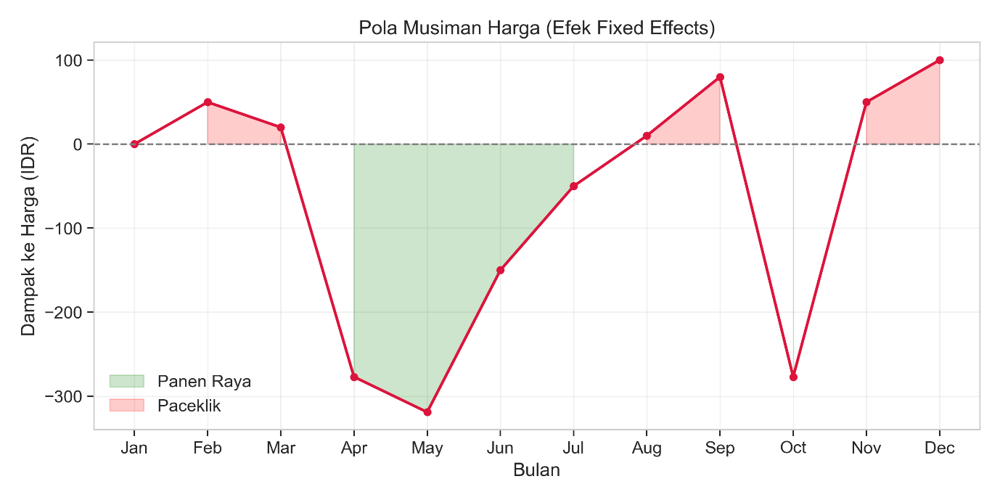 Pola Musiman Harga (Efek Fixed Effects)
Dampak ke Harga (IDR)
100
0
−100
−200
−300
Panen Raya
Paceklik
Jan Feb Mar Apr May Jun Jul Aug Sep Oct Nov Dec
Bulan